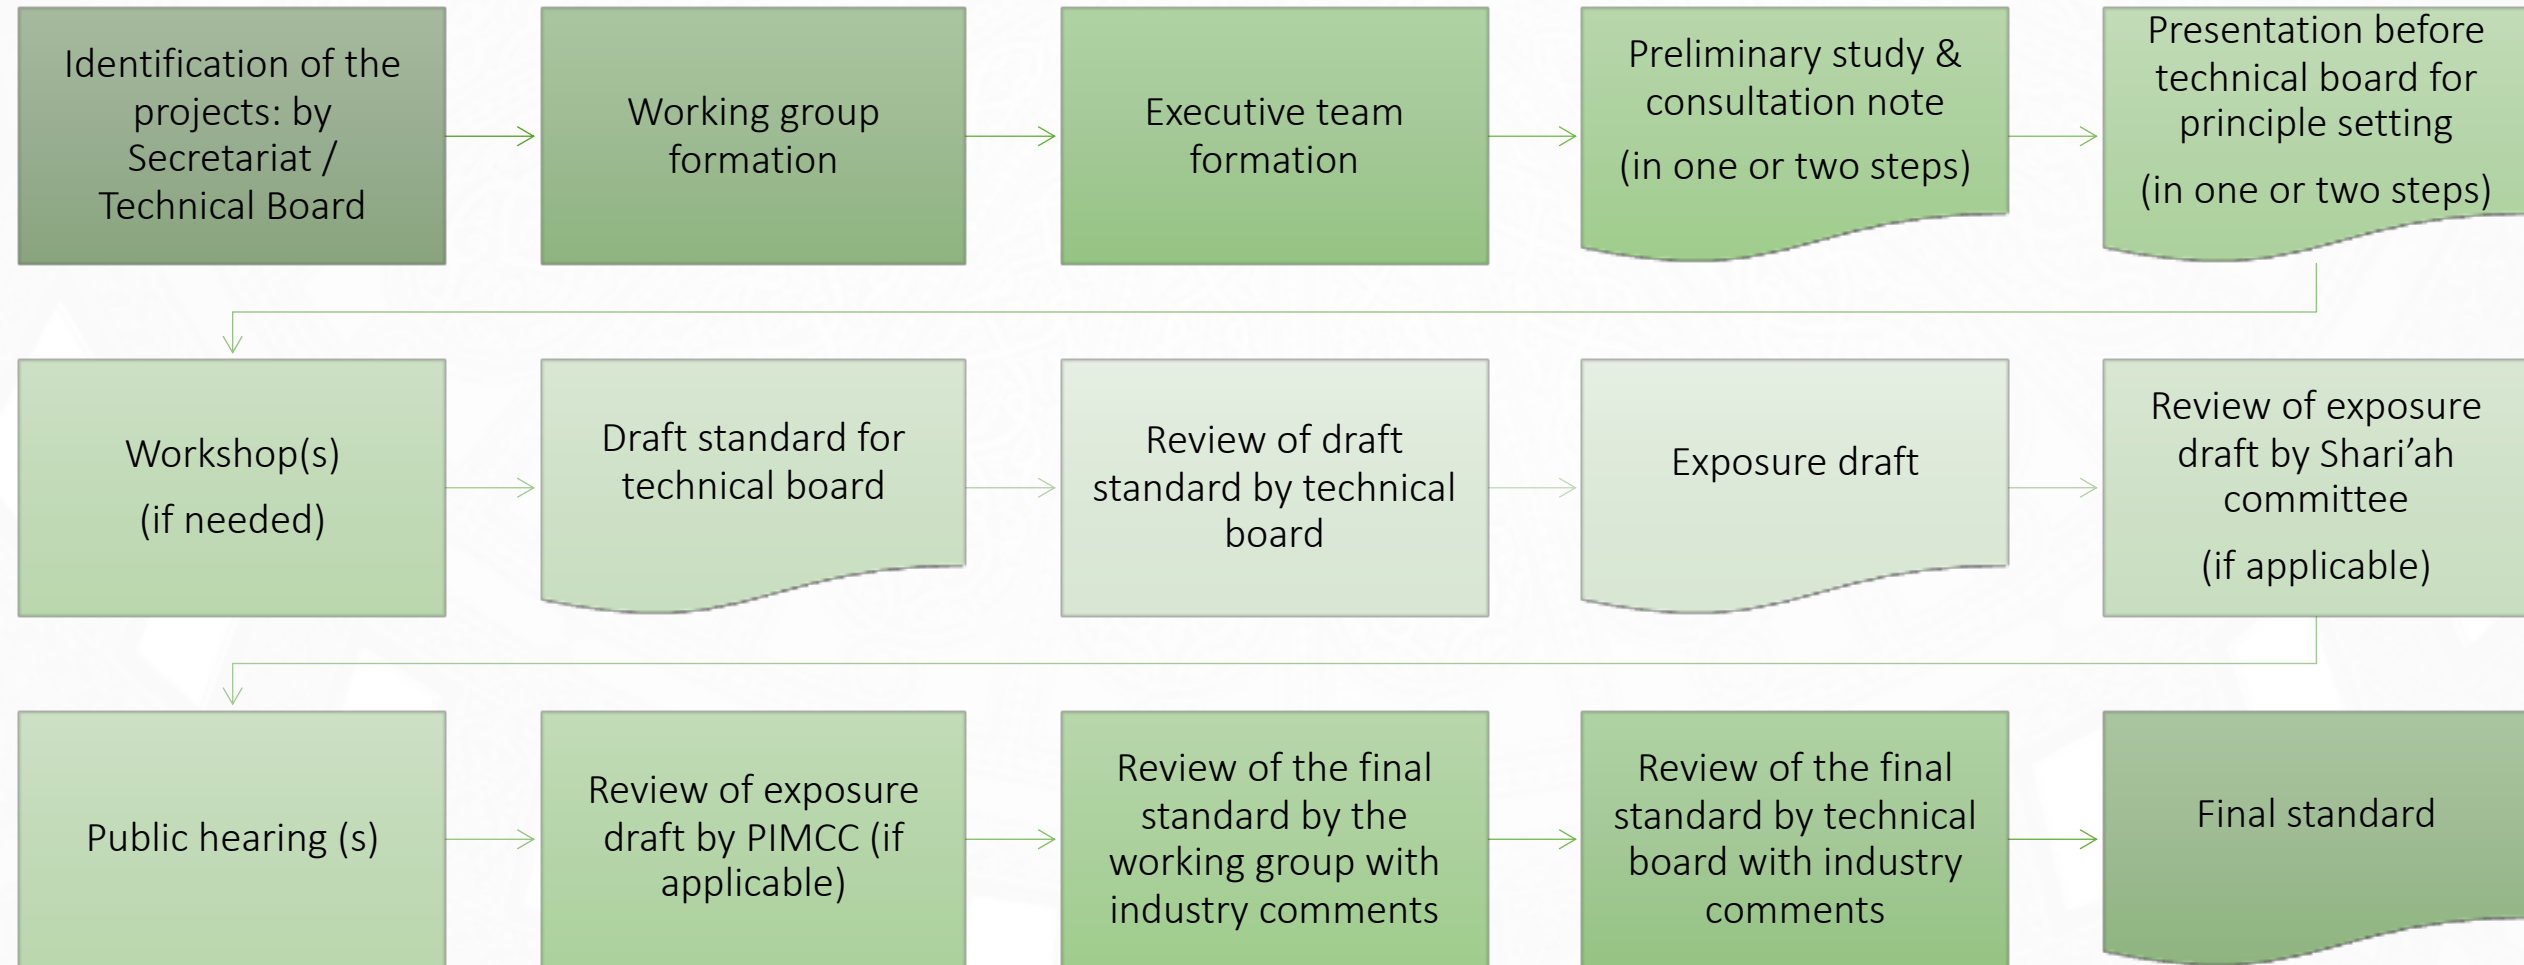 Identification of the
projects: by
Secretariat /
Technical Board
Working group
formation
Executive team
formation
Preliminary study &
consultation note
(in one or two steps)
Presentation before
technical board for
principle setting
(in one or two steps)
Workshop(s)
(if needed)
Draft standard for
technical board
Review of draft
standard by technical
board
Exposure draft
Review of exposure
draft by Shari’ah
committee
(if applicable)
Public hearing (s)
Review of exposure
draft by PIMCC (if
applicable)
Review of the final
standard by the
working group with
industry comments
Review of the final
standard by technical
board with industry
comments
Final standard